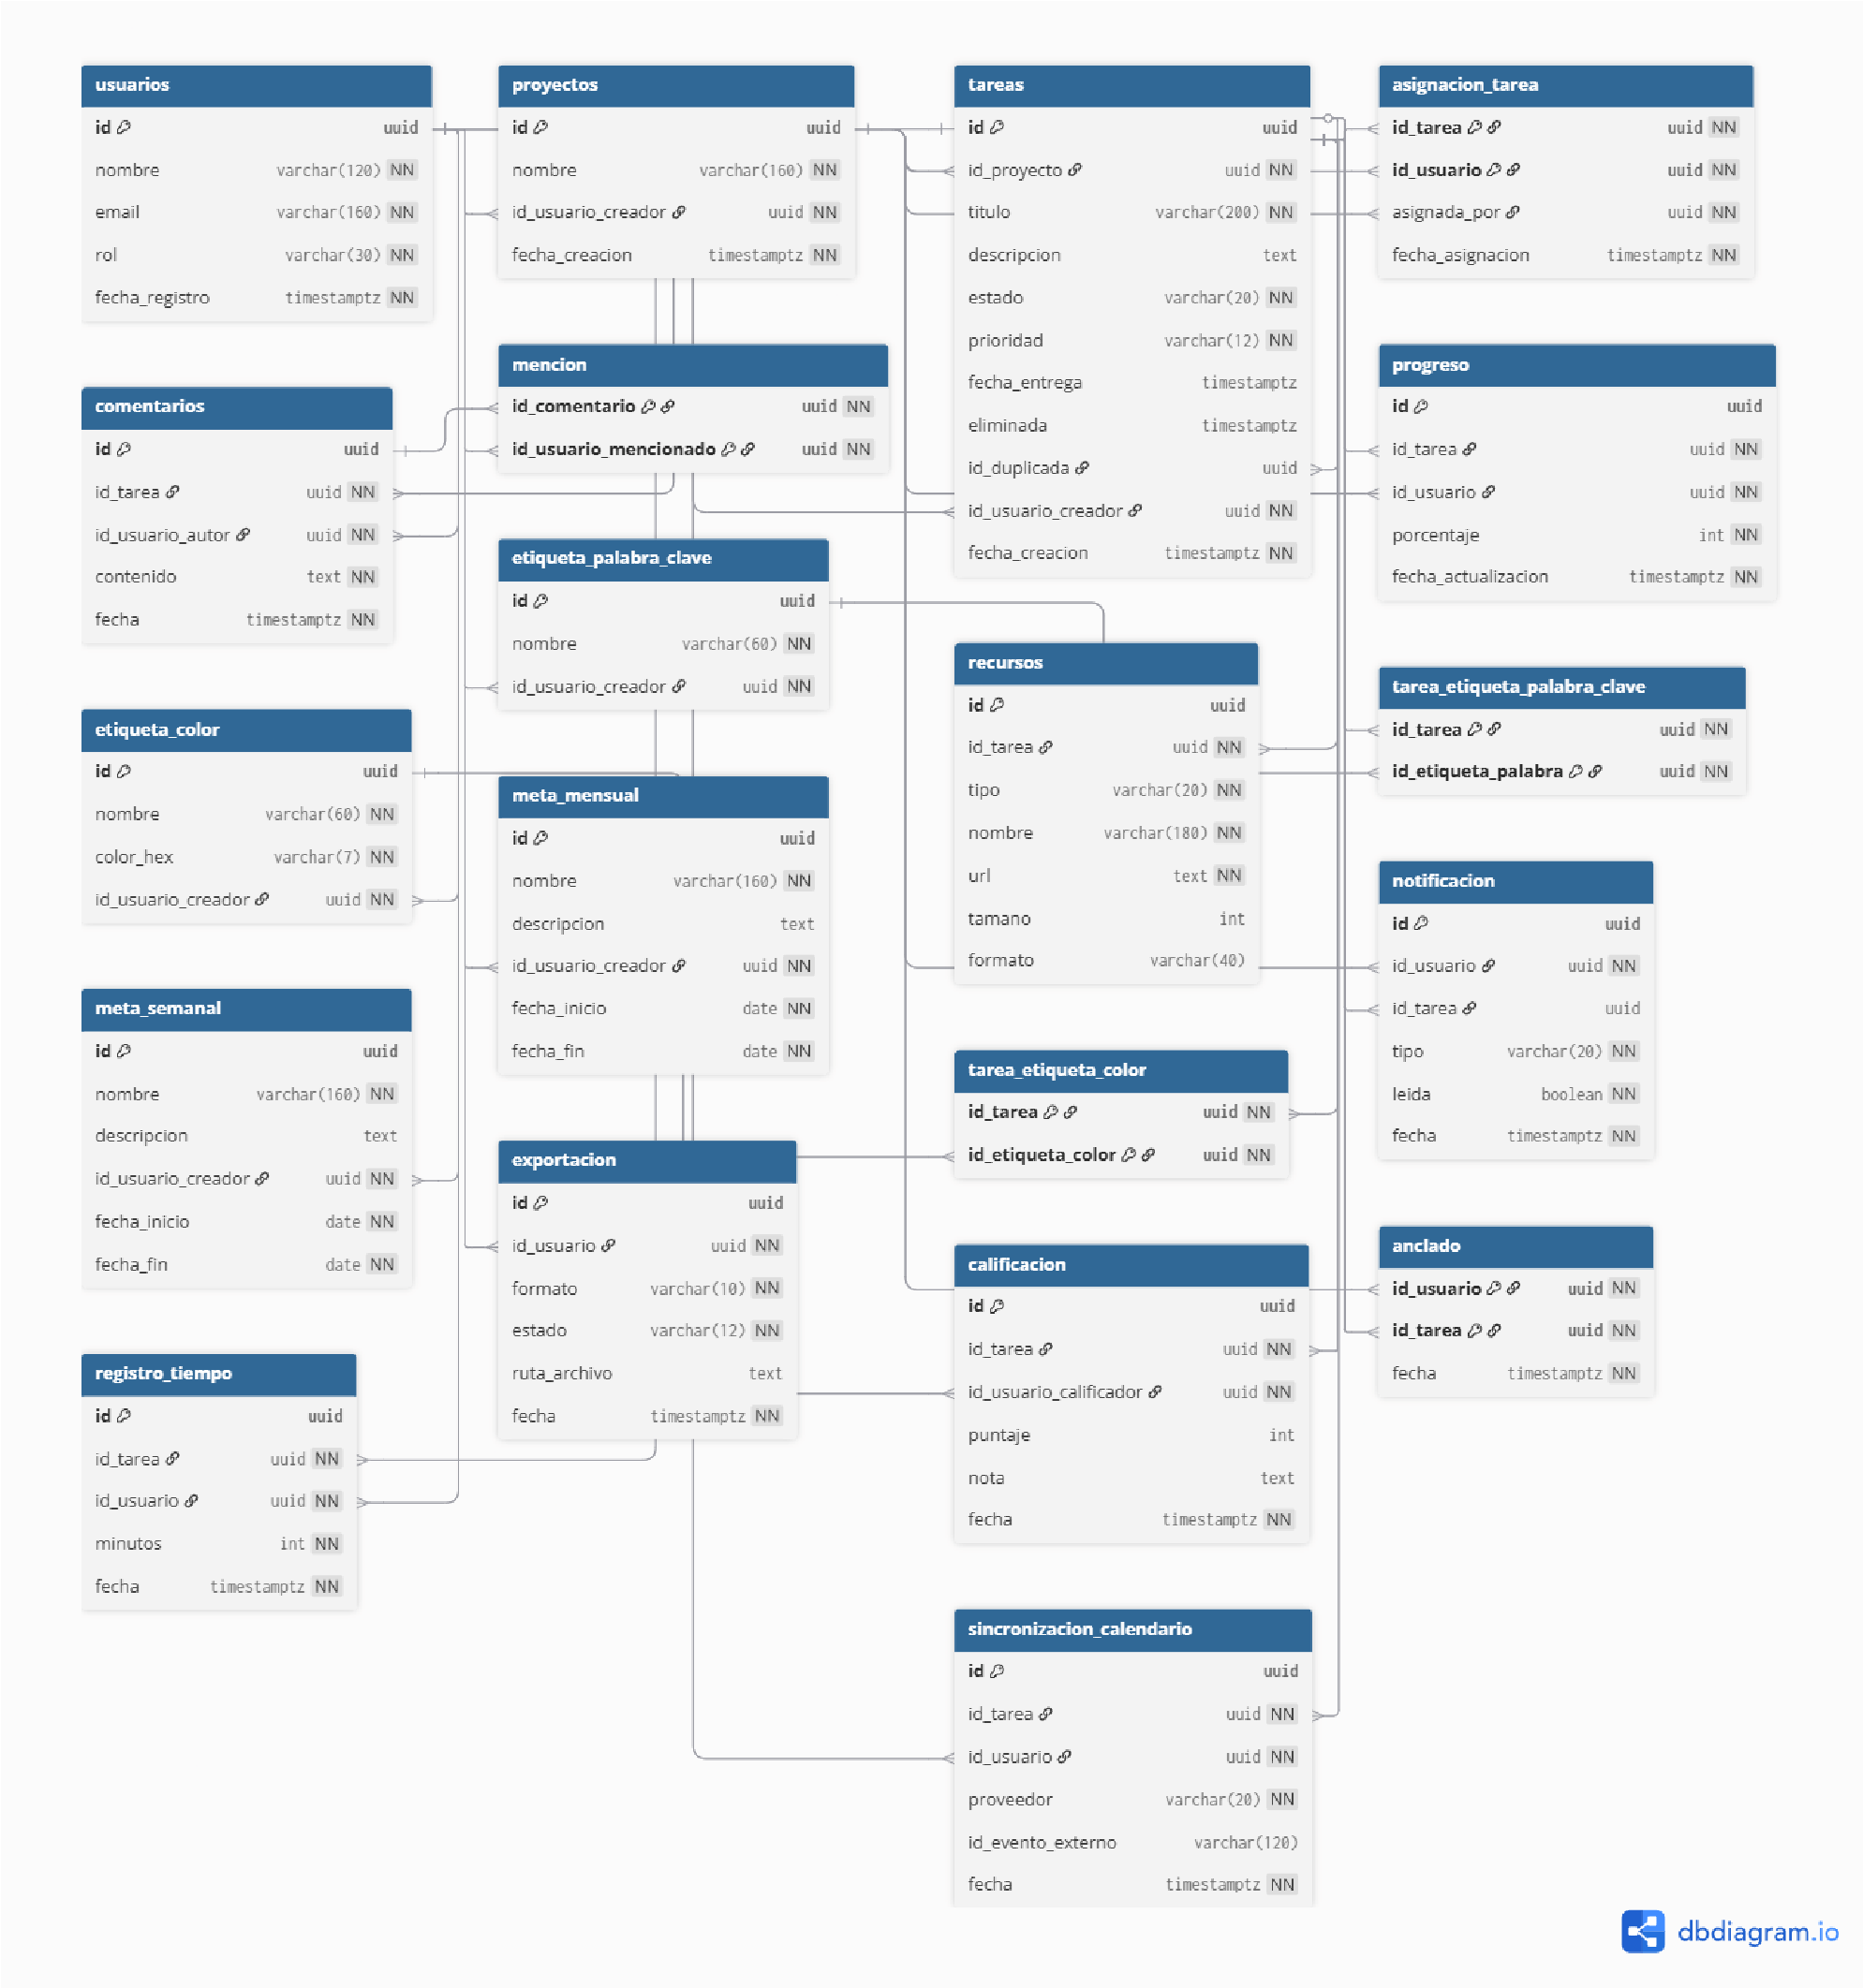 usuarios
id uuid
nombre varchar(120) NN
email varchar(160) NN
rol varchar(30) NN
fecha_registro timestamptz NN
proyectos
id uuid
nombre varchar(160) NN
id_usuario_creador uuid NN
fecha_creacion timestamptz NN
tareas
id uuid
id_proyecto uuid NN
titulo varchar(200) NN
descripcion text
estado varchar(20) NN
prioridad varchar(12) NN
fecha_entrega timestamptz
eliminada timestamptz
id_duplicada uuid
id_usuario_creador uuid NN
fecha_creacion timestamptz NN
asignacion_tarea
id_tarea uuid NN
id_usuario uuid NN
asignada_por uuid NN
fecha_asignacion timestamptz NN
comentarios
id uuid
id_tarea uuid NN
id_usuario_autor uuid NN
contenido text NN
fecha timestamptz NN
mencion
id_comentario uuid NN
id_usuario_mencionado uuid NN
progreso
id uuid
id_tarea uuid NN
id_usuario uuid NN
porcentaje int NN
fecha_actualizacion timestamptz NN
etiqueta_palabra_clave
id uuid
nombre varchar(60) NN
id_usuario_creador uuid NN
recursos
id uuid
id_tarea uuid NN
tipo varchar(20) NN
nombre varchar(180) NN
url text NN
tamano int
formato varchar(40)
tarea_etiqueta_palabra_clave
id_tarea uuid NN
id_etiqueta_palabra uuid NN
etiqueta_color
id uuid
nombre varchar(60) NN
color_hex varchar(7) NN
id_usuario_creador uuid NN
meta_mensual
id uuid
nombre varchar(160) NN
descripcion text
id_usuario_creador uuid NN
fecha_inicio date NN
fecha_fin date NN
notificacion
id uuid
id_usuario uuid NN
id_tarea uuid
tipo varchar(20) NN
leida boolean NN
fecha timestamptz NN
meta_semanal
id uuid
nombre varchar(160) NN
descripcion text
id_usuario_creador uuid NN
fecha_inicio date NN
fecha_fin date NN
tarea_etiqueta_color
id_tarea uuid NN
id_etiqueta_color uuid NN
exportacion
id uuid
id_usuario uuid NN
formato varchar(10) NN
estado varchar(12) NN
ruta_archivo text
fecha timestamptz NN
calificacion
id uuid
id_tarea uuid NN
id_usuario_calificador uuid NN
puntaje int
nota text
fecha timestamptz NN
anclado
id_usuario uuid NN
id_tarea uuid NN
fecha timestamptz NN
registro_tiempo
id uuid
id_tarea uuid NN
id_usuario uuid NN
minutos int NN
fecha timestamptz NN
sincronizacion_calendario
id uuid
id_tarea uuid NN
id_usuario uuid NN
proveedor varchar(20) NN
id_evento_externo varchar(120)
fecha timestamptz NN
dbdiagram.io